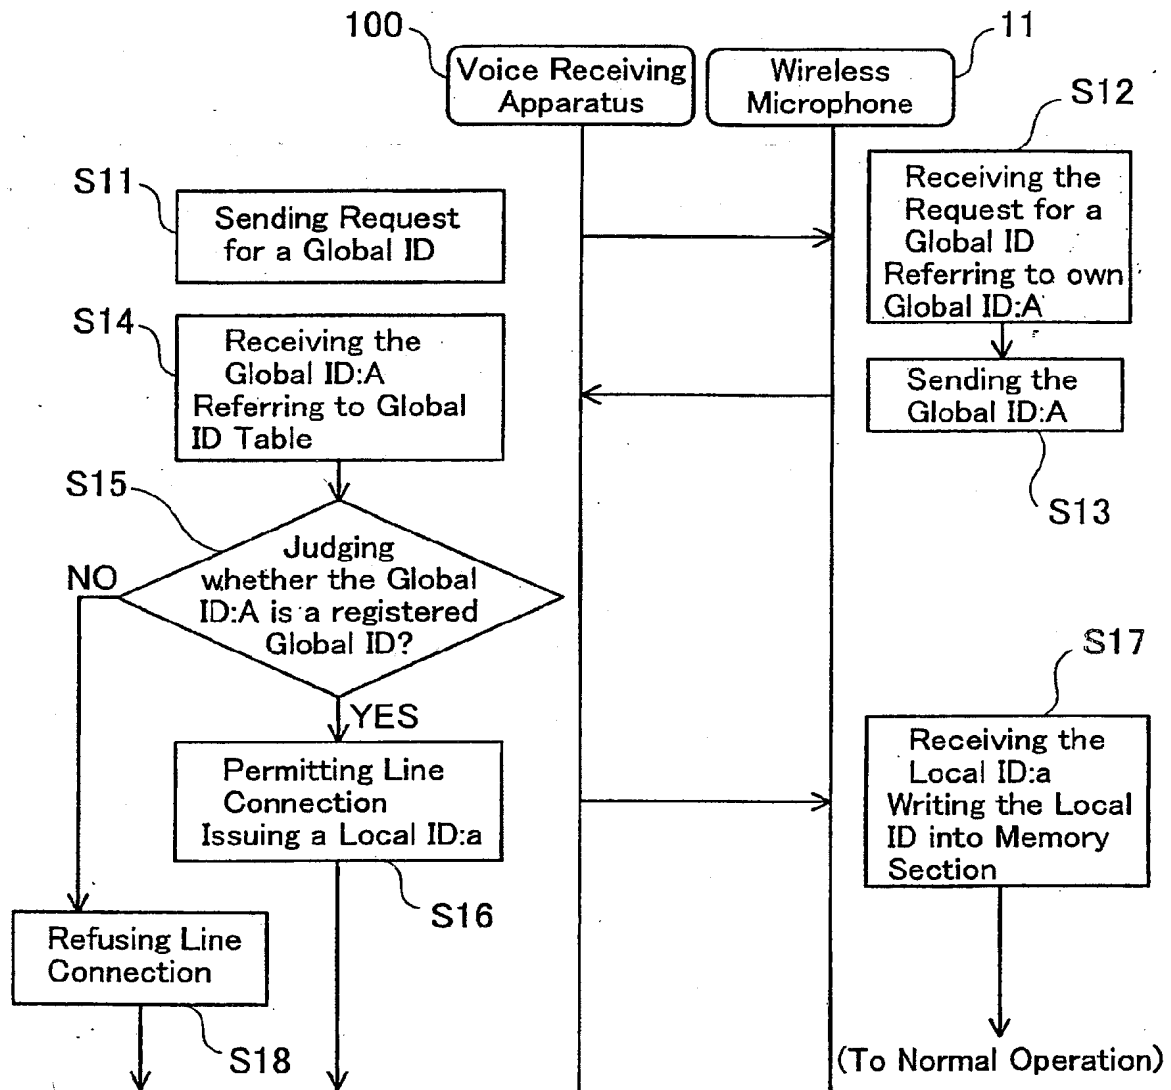 100
11
Voice Receiving
Apparatus
Wireless
Microphone
S12
S11
Sending Request
for a Global ID
Receiving the
Request for a
Global ID
Referring to own
Global ID:A
S14
Receiving the
Global ID:A
Referring to Global
ID Table
Sending the
Global ID:A
S13
S15
Judging
whether the Global
ID:A is a registered
Global ID?
NO
YES
S17
Permitting Line
Connection
Issuing a Local ID:a
S16
Receiving the
Local ID:a
Writing the Local
ID into Memory
Section
Refusing Line
Connection
S18
(To Normal Operation)